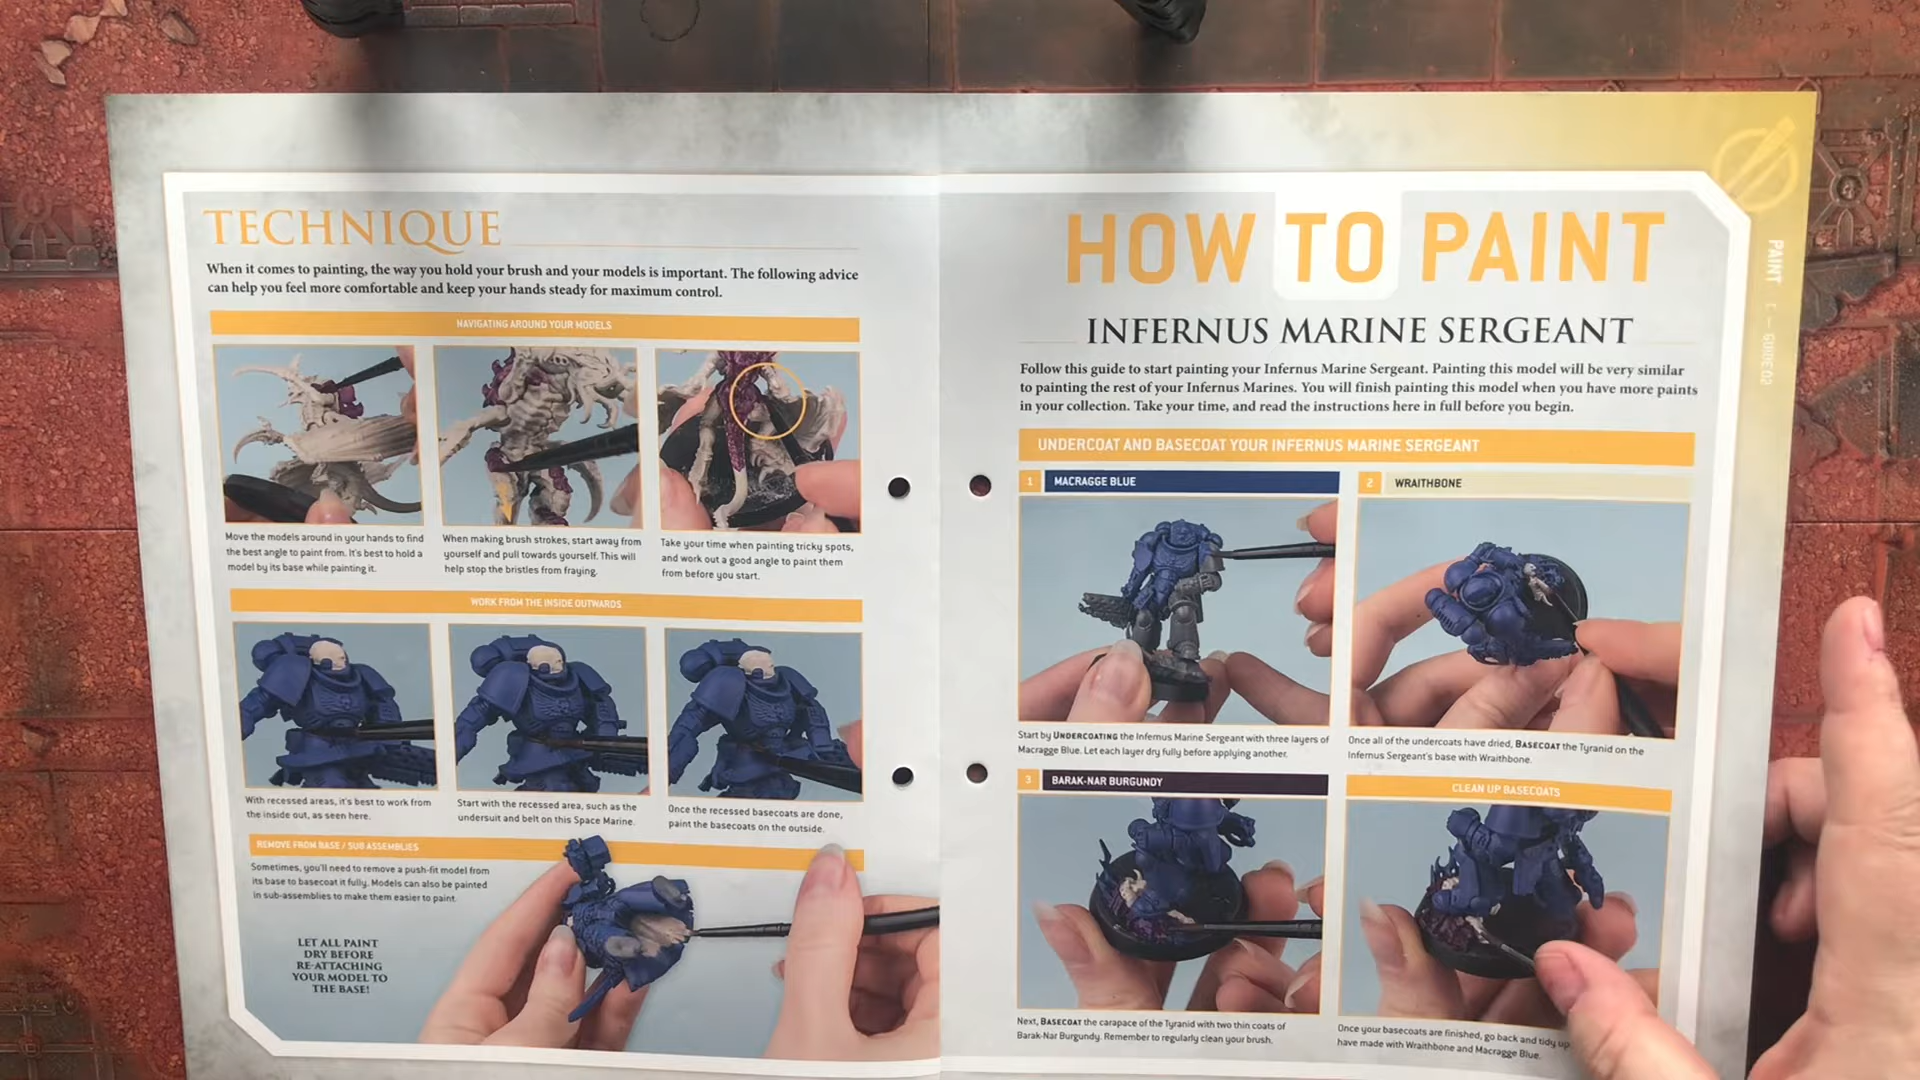 TECHNIQUE
When it comes to painting, the way you hold your brush and your models is important. The following advice
can help you feel more comfortable and keep your hands steady for maximum control.
NAVIGATING AROUND YOUR MODELS
Move the models around in your hands to find
the best angle to paint from. It's best to hold a
model by its base while painting it.
When making brush strokes, start away from
yourself and pull towards yourself. This will
help stop the bristles from fraying.
Take your time when painting tricky spots,
and work out a good angle to paint them
from before you start.
WORK FROM THE INSIDE OUTWARDS
With recessed areas, it's best to work from
the inside out, as seen here.
Start with the recessed area, such as the
undersuit and belt on this Space Marine.
Once the recessed basecoats are done,
paint the basecoats on the outside.
REMOVE FROM BASE / SUB ASSEMBLIES
Sometimes, you'll need to remove a push-fit model from
its base to basecoat it fully. Models can also be painted
in sub-assemblies to make them easier to paint.
LET ALL PAINT
DRY BEFORE
RE-ATTACHING
YOUR MODEL TO
THE BASE!
HOW TO PAINT
INFERNUS MARINE SERGEANT
Follow this guide to start painting your Infernus Marine Sergeant. Painting this model will be very similar
to painting the rest of your Infernus Marines. You will finish painting this model when you have more paints
in your collection. Take your time, and read the instructions here in full before you begin.
UNDERCOAT AND BASECOAT YOUR INFERNUS MARINE SERGEANT
1 MACRAGGE BLUE
Start by UNDERCOATING the Infernus Marine Sergeant with three layers of
Macragge Blue. Let each layer dry fully before applying another.
2 WRAITHBONE
Once all of the undercoats have dried, BASECOAT the Tyranid on the
Infernus Sergeant's base with Wraithbone.
3 BARAK-NAR BURGUNDY
Next, BASECOAT the carapace of the Tyranid with two thin coats of
Barak-Nar Burgundy. Remember to regularly clean your brush.
CLEAN UP BASECOATS
Once your basecoats are finished, go back and tidy up
have made with Wraithbone and Macragge Blue.
PAINT
GUIDE 02